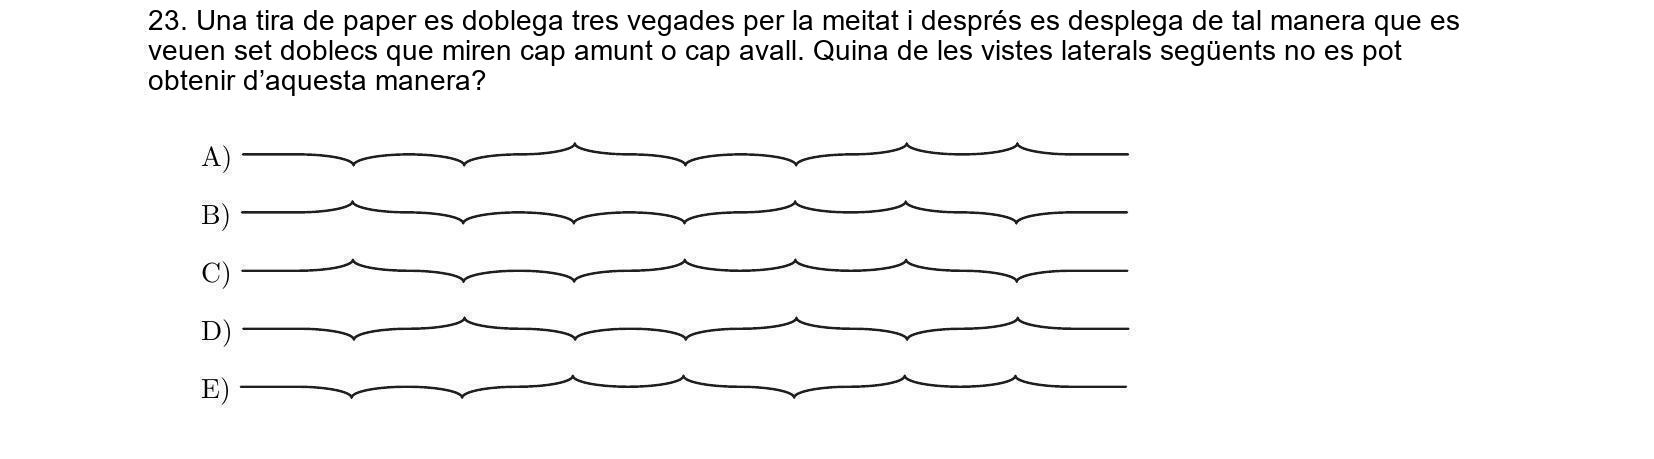 23. Una tira de paper es doblega tres vegades per la meitat i després es desplega de tal manera que es
veuen set doblecs que miren cap amunt o cap avall. Quina de les vistes laterals següents no es pot
obtenir d’aquesta manera?
A)
B)
C)
D)
E)